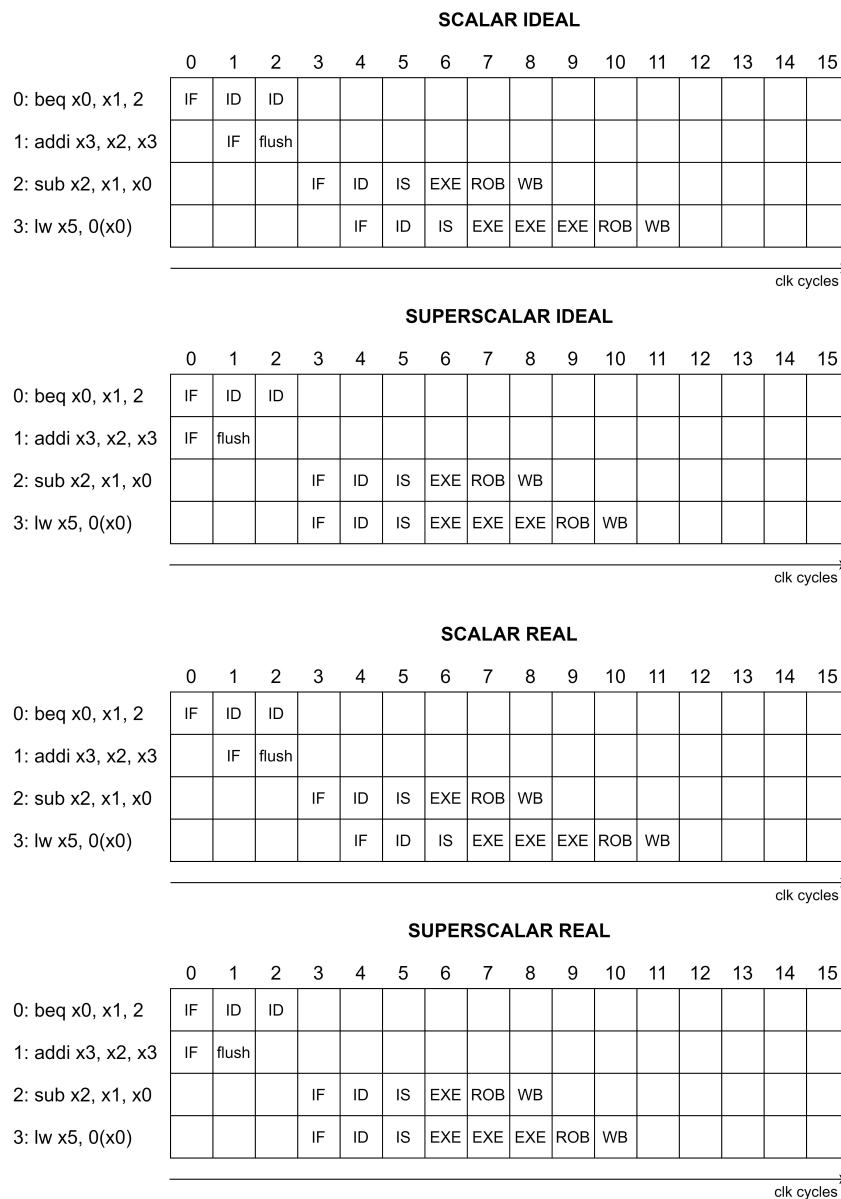 SCALAR IDEAL
0 1 2 3 4 5 6 7 8 9 10 11 12 13 14 15
0: beq x0, x1, 2 IF ID ID
1: addi x3, x2, x3 IF flush
2: sub x2, x1, x0 IF ID IS EXE ROB WB
3: lw x5, 0(x0) IF ID IS EXE EXE EXE ROB WB
clk cycles
SUPERSCALAR IDEAL
0 1 2 3 4 5 6 7 8 9 10 11 12 13 14 15
0: beq x0, x1, 2 IF ID ID
1: addi x3, x2, x3 IF flush
2: sub x2, x1, x0 IF ID IS EXE ROB WB
3: lw x5, 0(x0) IF ID IS EXE EXE EXE ROB WB
clk cycles
SCALAR REAL
0 1 2 3 4 5 6 7 8 9 10 11 12 13 14 15
0: beq x0, x1, 2 IF ID ID
1: addi x3, x2, x3 IF flush
2: sub x2, x1, x0 IF ID IS EXE ROB WB
3: lw x5, 0(x0) IF ID IS EXE EXE EXE ROB WB
clk cycles
SUPERSCALAR REAL
0 1 2 3 4 5 6 7 8 9 10 11 12 13 14 15
0: beq x0, x1, 2 IF ID ID
1: addi x3, x2, x3 IF flush
2: sub x2, x1, x0 IF ID IS EXE ROB WB
3: lw x5, 0(x0) IF ID IS EXE EXE EXE ROB WB
clk cycles